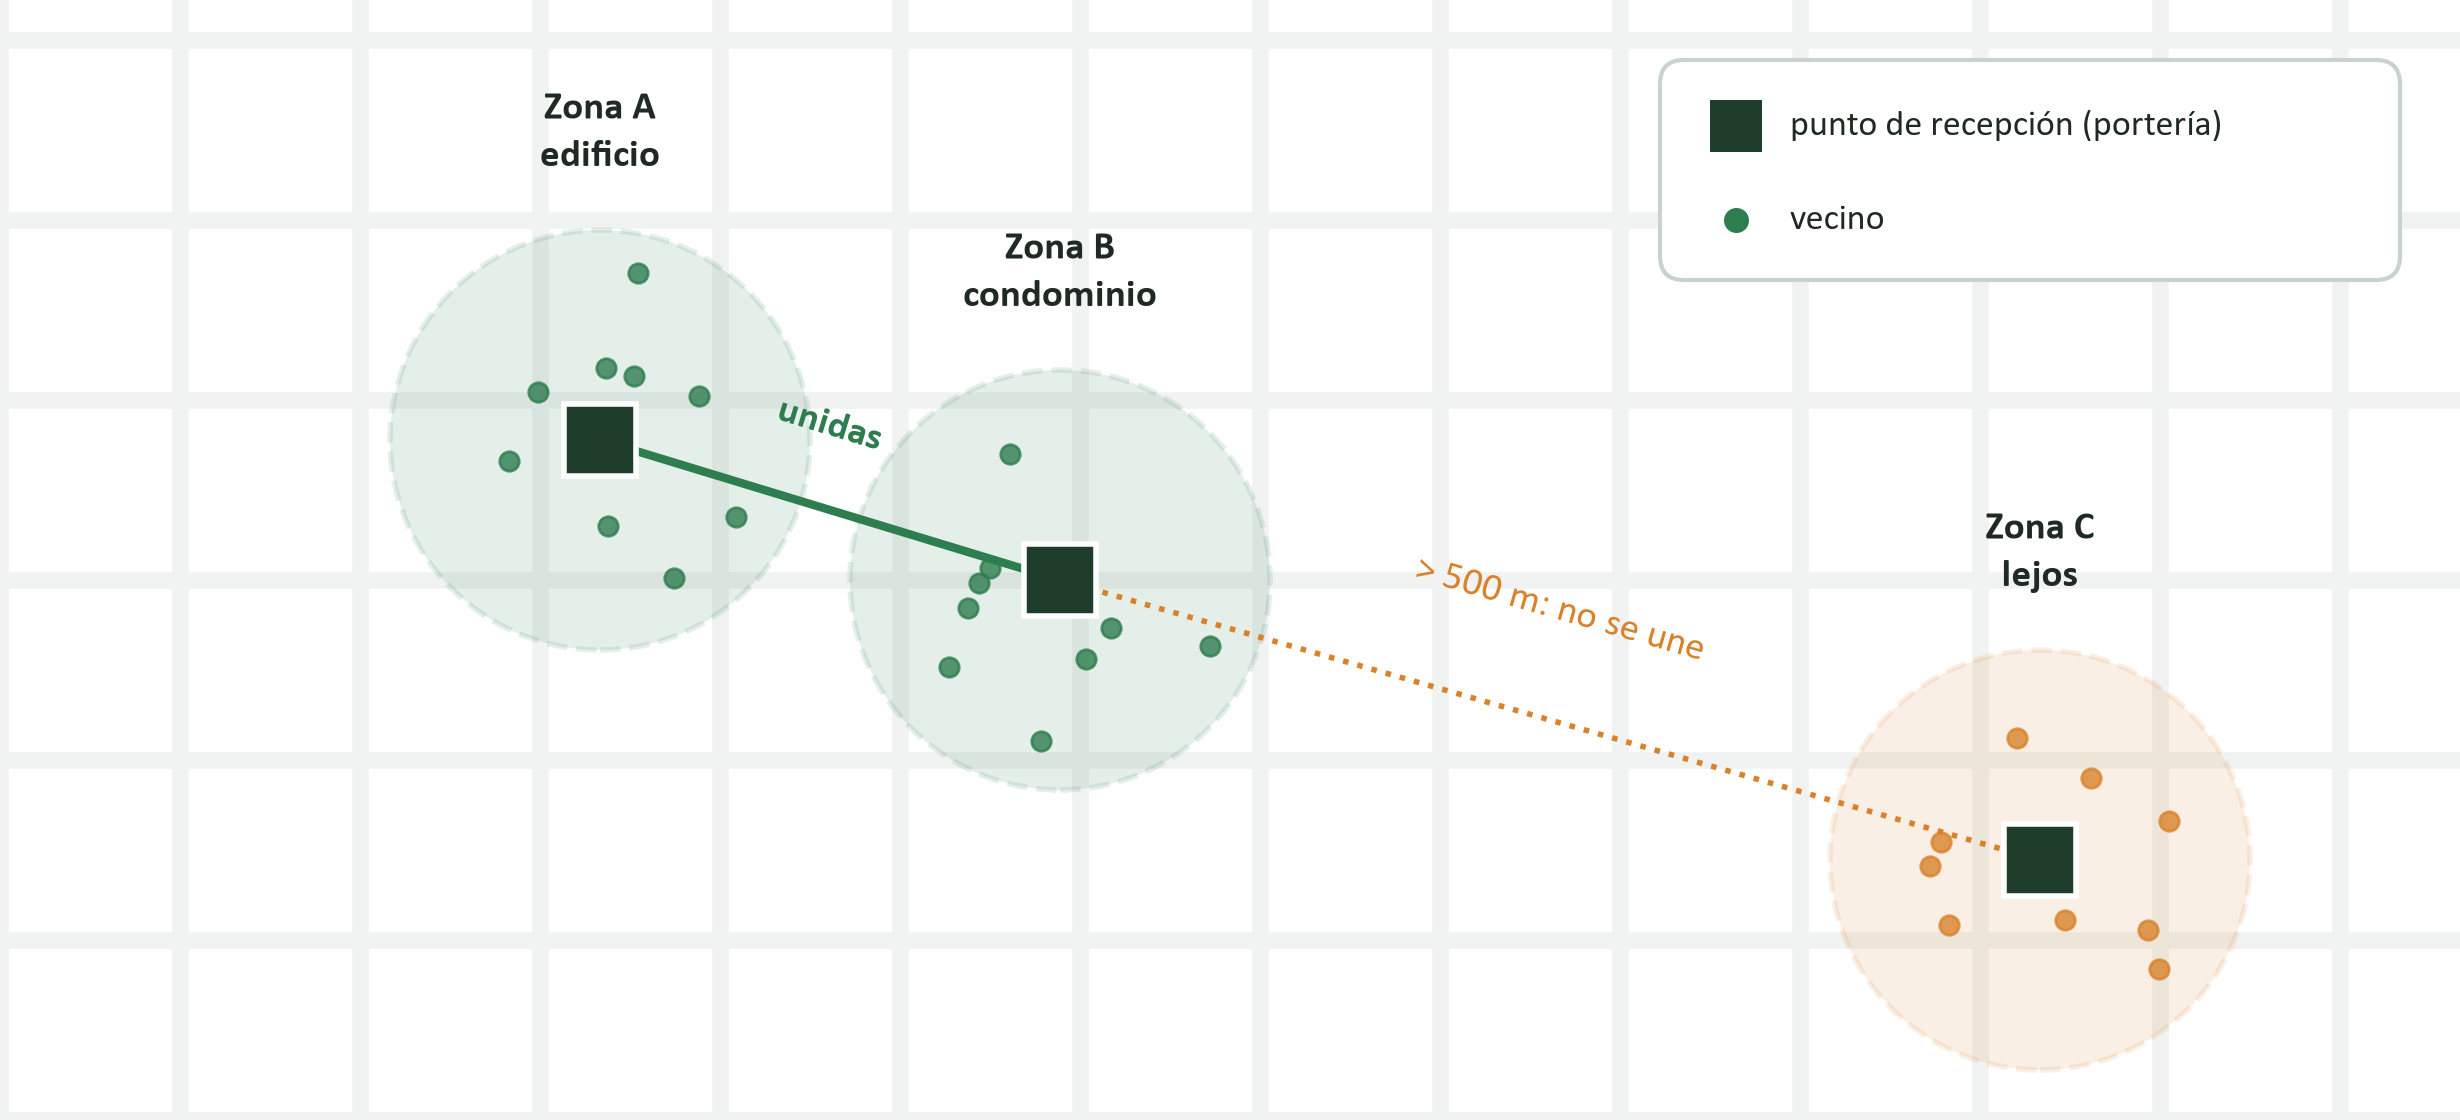 Zona A
edificio
Zona B
condominio
unidas
> 500 m: no se une
Zona C
lejos
punto de recepción (portería)
vecino